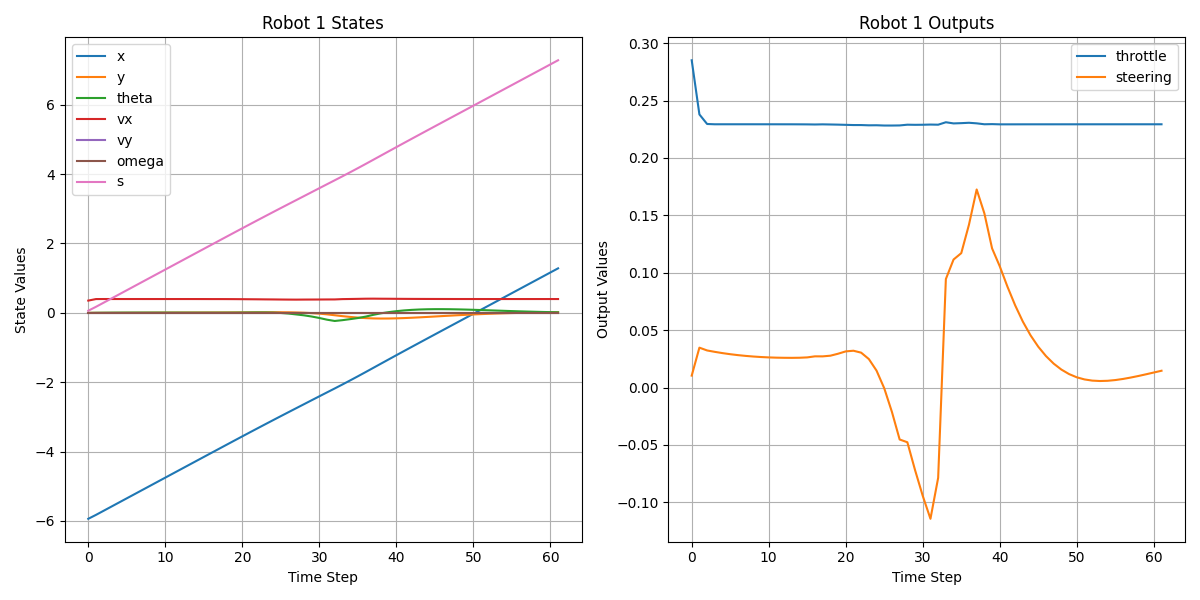 Robot 1 States
x
y
theta
vx
vy
omega
s
6
4
2
0
−2
−4
−6
State Values
0 10 20 30 40 50 60
Time Step
Robot 1 Outputs
throttle
steering
0.30
0.25
0.20
0.15
0.10
0.05
0.00
−0.05
−0.10
Output Values
0 10 20 30 40 50 60
Time Step